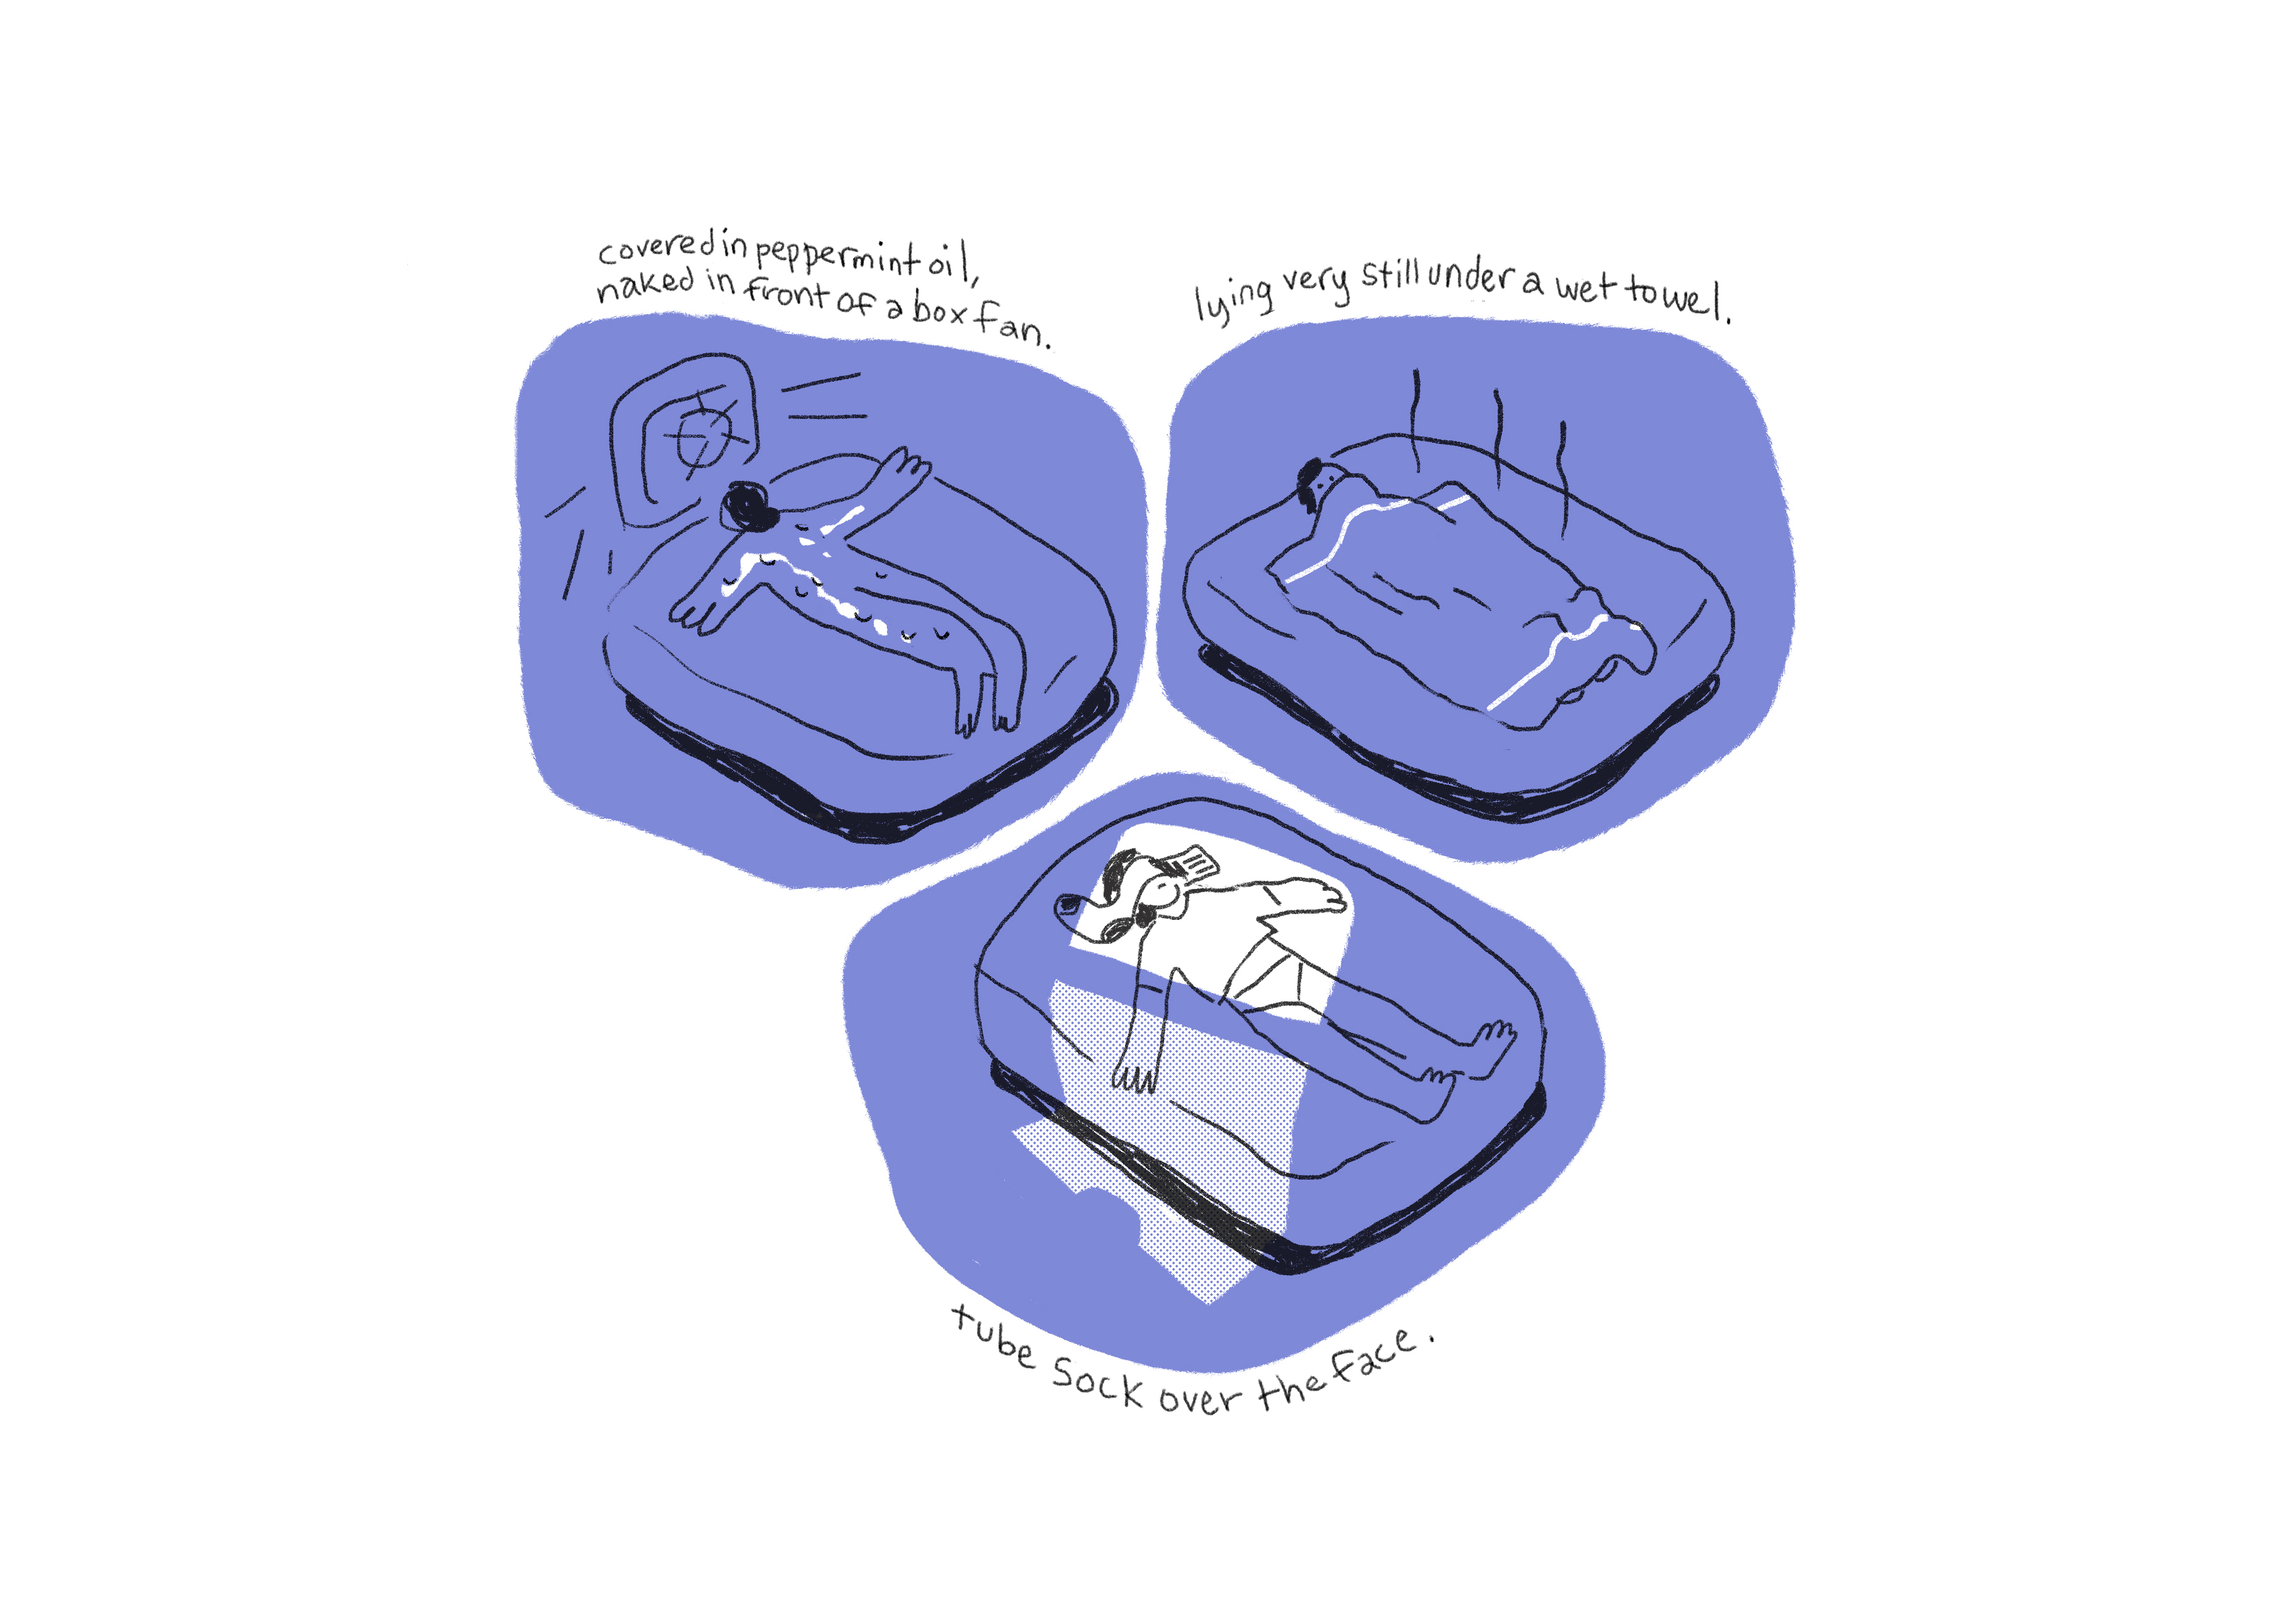 covered in peppermint oil,
naked in front of a box fan.
lying very still under a wet towel.
tube sock over the face.